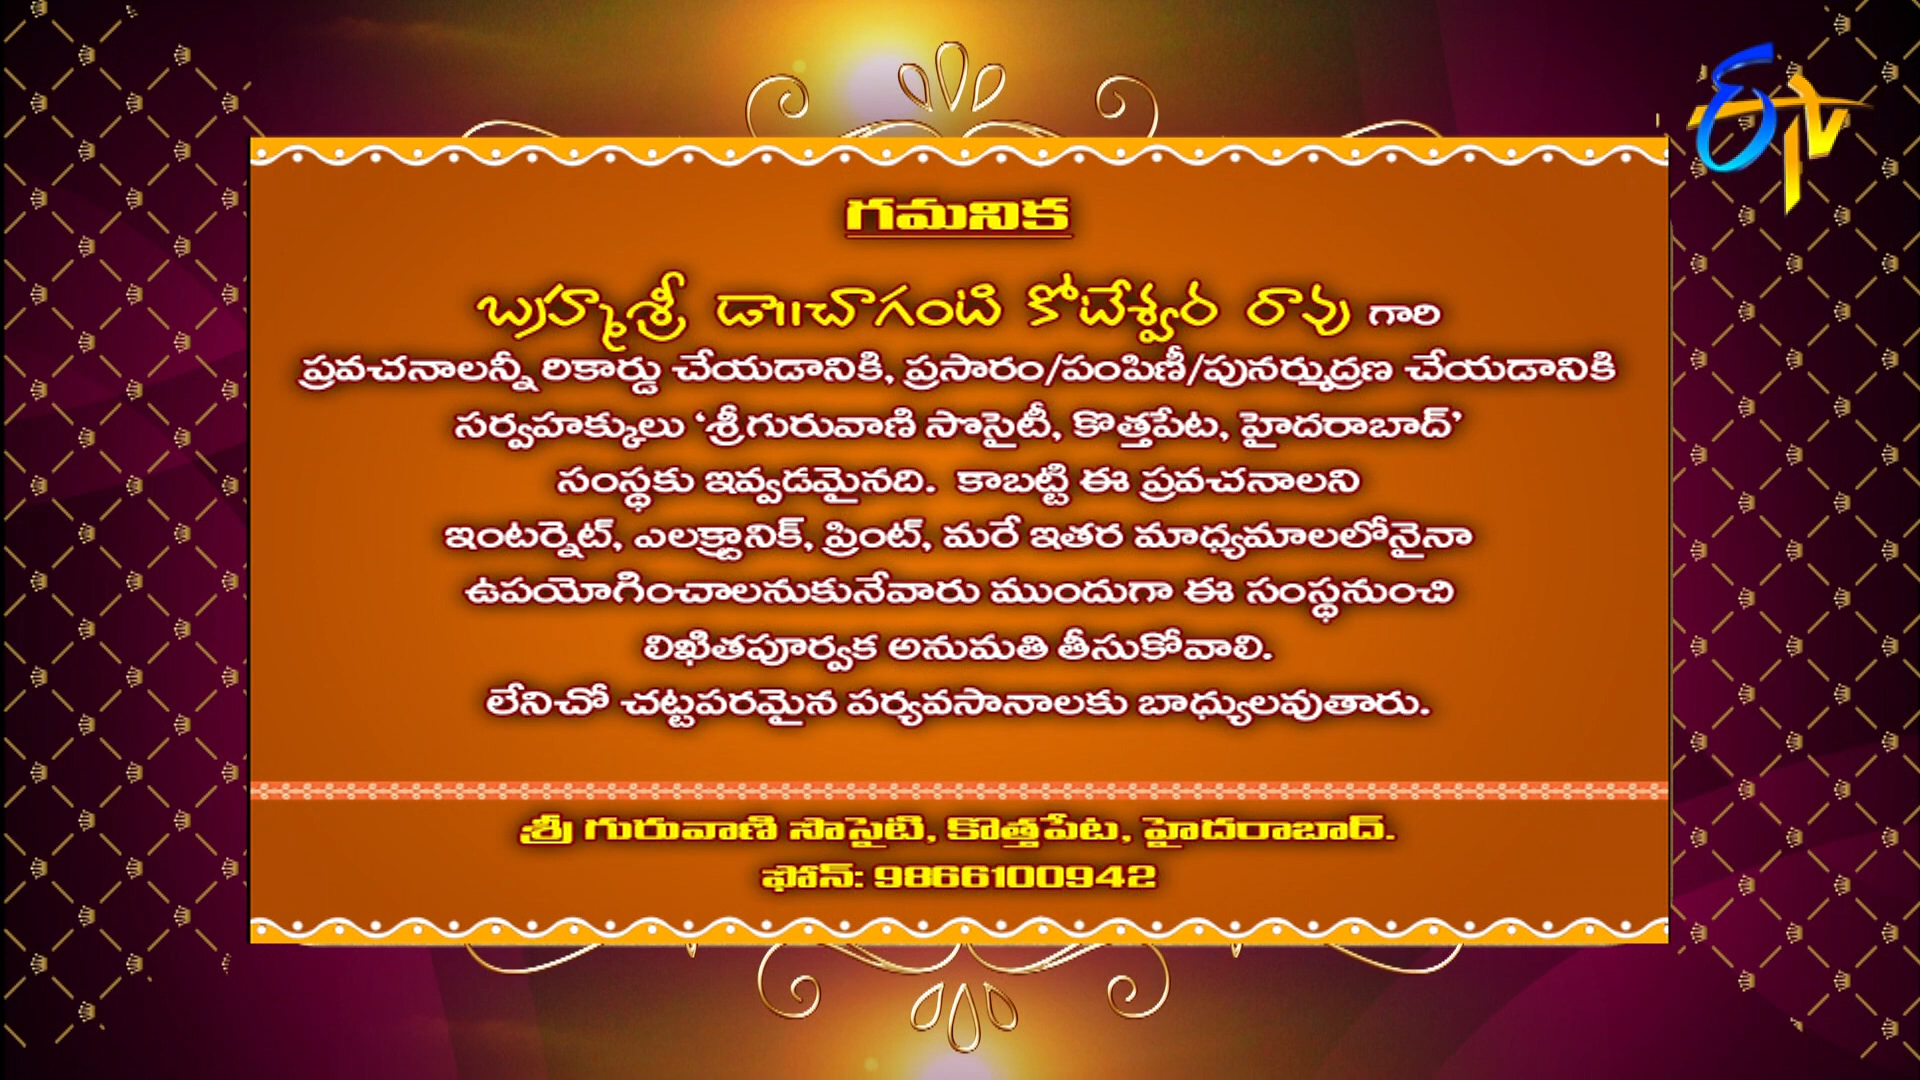 ETV
గమనిక
బ్రహ్మశ్రీ డా॥చాగంటి కోటేశ్వర రావు గారి
ప్రవచనాలన్నీ రికార్డు చేయడానికి, ప్రసారం/పంపిణీ/పునర్ముద్రణ చేయడానికి
సర్వహక్కులు ‘శ్రీగురువాణి సొసైటీ, కొత్తపేట, హైదరాబాద్’
సంస్థకు ఇవ్వడమైనది. కాబట్టి ఈ ప్రవచనాలని
ఇంటర్నెట్, ఎలక్ట్రానిక్, ప్రింట్, మరే ఇతర మాధ్యమాలలోనైనా
ఉపయోగించాలనుకునేవారు ముందుగా ఈ సంస్థనుంచి
లిఖితపూర్వక అనుమతి తీసుకోవాలి.
లేనిచో చట్టపరమైన పర్యవసానాలకు బాధ్యులవుతారు.
శ్రీ గురువాణి సొసైటి, కొత్తపేట, హైదరాబాద్.
ఫోన్: 9866100942